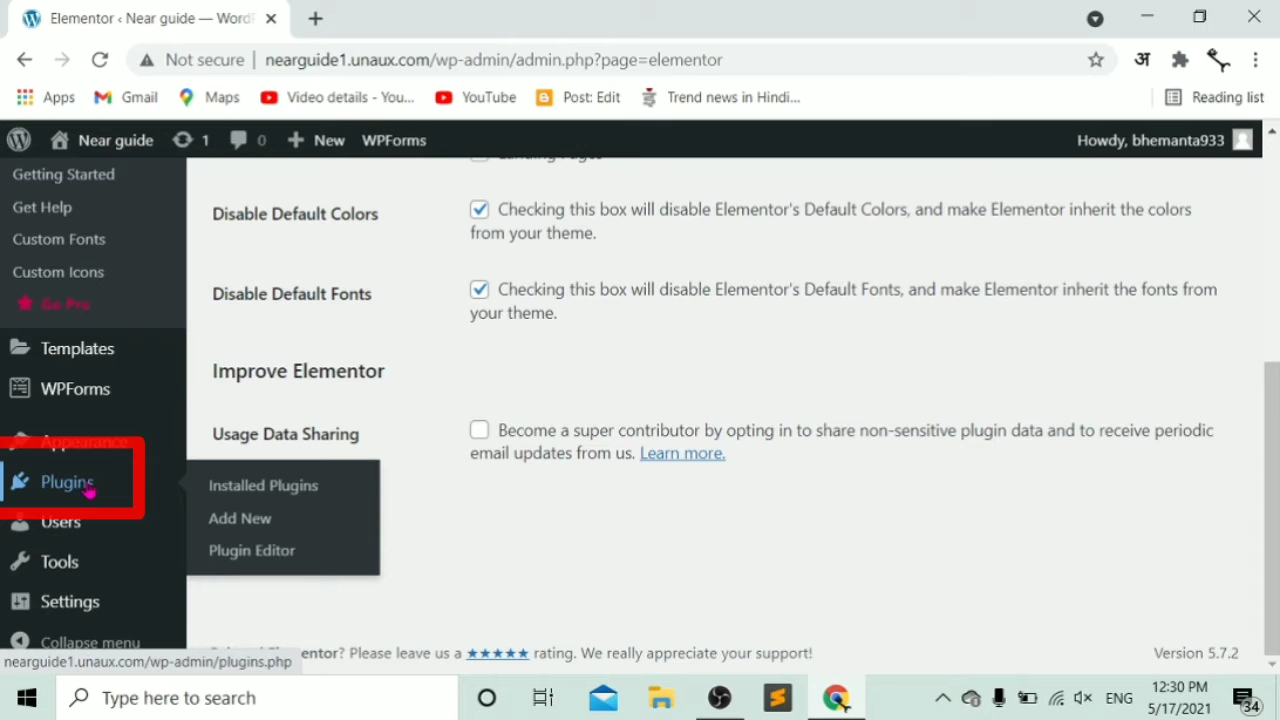 Elementor ‹ Near guide — WordP
Not secure | nearguide1.unaux.com/wp-admin/admin.php?page=elementor
Apps Gmail Maps Video details - You... YouTube Post: Edit Trend news in Hindi... Reading list
Near guide 1 0 New WPForms Howdy, bhemanta933
Landing Pages
Getting Started
Get Help
Custom Fonts
Custom Icons
Go Pro
Templates
WPForms
Appearance
Plugins
Users
Tools
Settings
Collapse menu
Installed Plugins
Add New
Plugin Editor
Disable Default Colors
Checking this box will disable Elementor's Default Colors, and make Elementor inherit the colors
from your theme.
Disable Default Fonts
Checking this box will disable Elementor's Default Fonts, and make Elementor inherit the fonts from
your theme.
Improve Elementor
Usage Data Sharing
Become a super contributor by opting in to share non-sensitive plugin data and to receive periodic
email updates from us. Learn more.
entor? Please leave us a ★★★★★ rating. We really appreciate your support! Version 5.7.2
nearguide1.unaux.com/wp-admin/plugins.php
Type here to search
ENG
12:30 PM
5/17/2021
34
अ